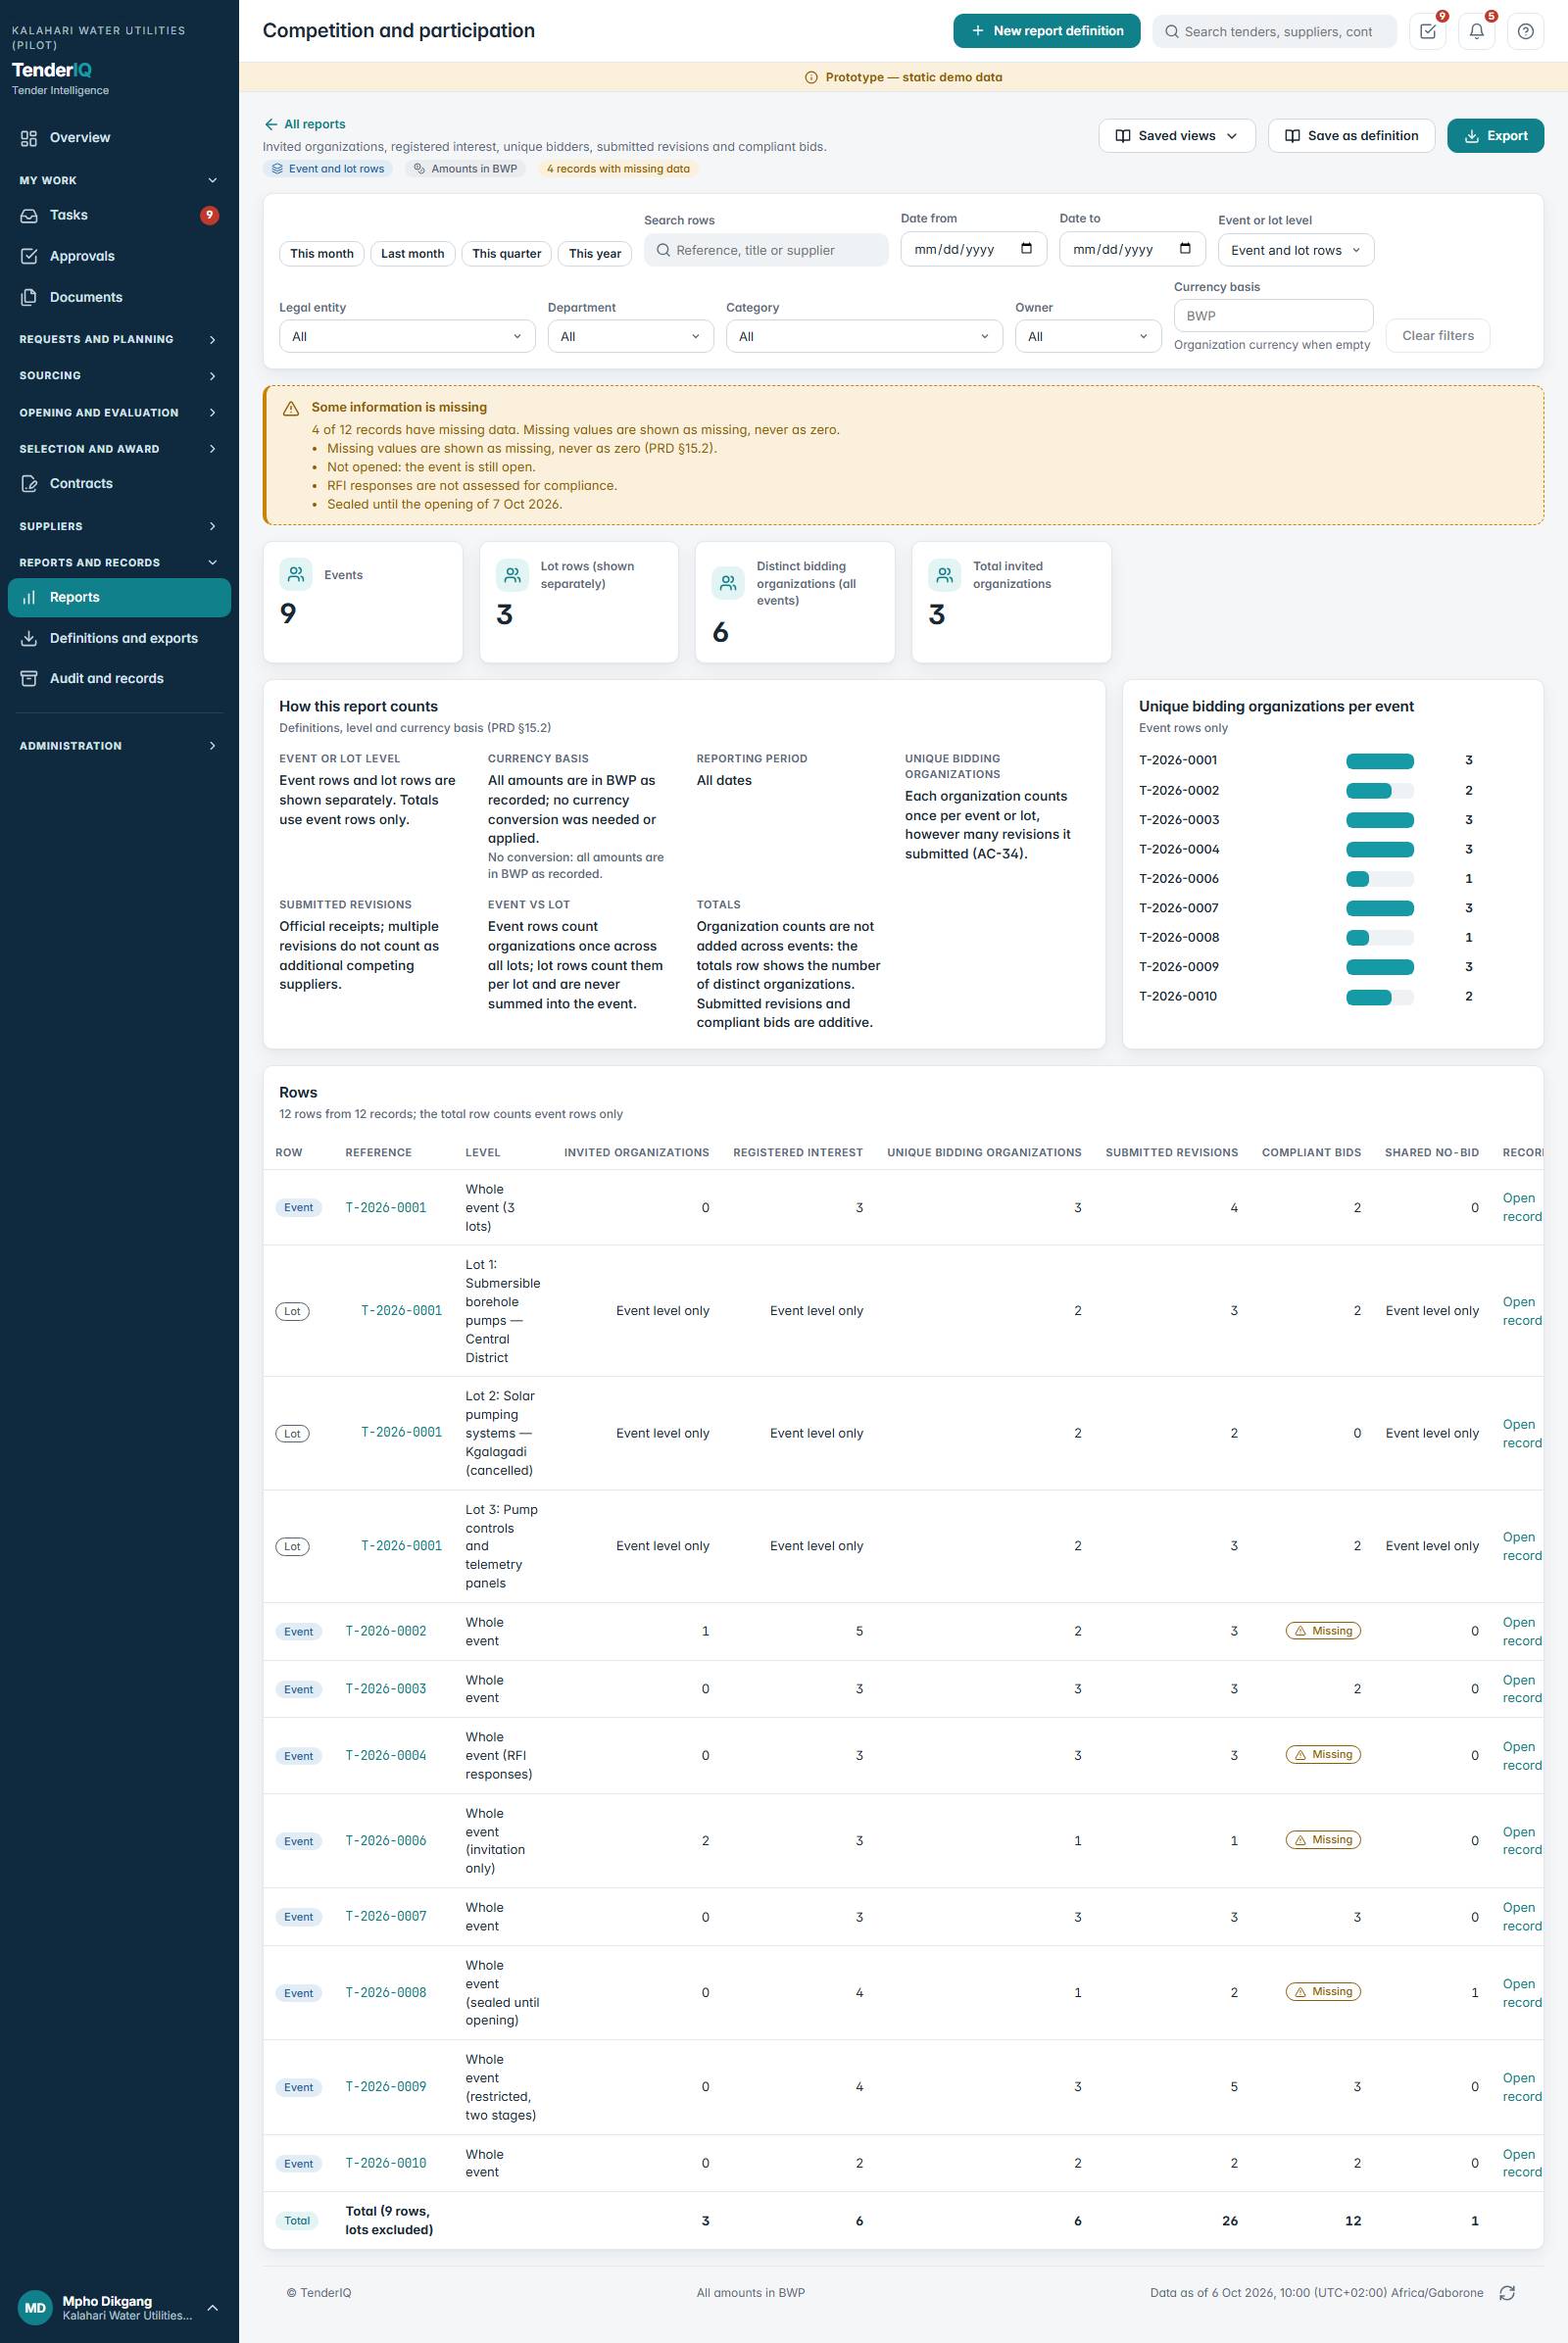 KALAHARI WATER UTILITIES
(PILOT)
TenderIQ
Tender Intelligence
Overview
MY WORK
Tasks 9
Approvals
Documents
REQUESTS AND PLANNING
SOURCING
OPENING AND EVALUATION
SELECTION AND AWARD
Contracts
SUPPLIERS
REPORTS AND RECORDS
Reports
Definitions and exports
Audit and records
ADMINISTRATION
MD Mpho Dikgang
Kalahari Water Utilities...
Competition and participation
New report definition
Search tenders, suppliers, cont
9
5
Prototype — static demo data
All reports
Invited organizations, registered interest, unique bidders, submitted revisions and compliant bids.
Event and lot rows Amounts in BWP 4 records with missing data
Saved views Save as definition Export
This month Last month This quarter This year
Search rows
Reference, title or supplier
Date from
mm/dd/yyyy
Date to
mm/dd/yyyy
Event or lot level
Event and lot rows
Legal entity
All
Department
All
Category
All
Owner
All
Currency basis
BWP
Organization currency when empty
Clear filters
Some information is missing
4 of 12 records have missing data. Missing values are shown as missing, never as zero.
• Missing values are shown as missing, never as zero (PRD §15.2).
• Not opened: the event is still open.
• RFI responses are not assessed for compliance.
• Sealed until the opening of 7 Oct 2026.
Events
9
Lot rows (shown
separately)
3
Distinct bidding
organizations (all
events)
6
Total invited
organizations
3
How this report counts
Definitions, level and currency basis (PRD §15.2)
EVENT OR LOT LEVEL
Event rows and lot rows are
shown separately. Totals
use event rows only.
CURRENCY BASIS
All amounts are in BWP as
recorded; no currency
conversion was needed or
applied.
No conversion: all amounts are
in BWP as recorded.
REPORTING PERIOD
All dates
UNIQUE BIDDING
ORGANIZATIONS
Each organization counts
once per event or lot,
however many revisions it
submitted (AC-34).
SUBMITTED REVISIONS
Official receipts; multiple
revisions do not count as
additional competing
suppliers.
EVENT VS LOT
Event rows count
organizations once across
all lots; lot rows count them
per lot and are never
summed into the event.
TOTALS
Organization counts are not
added across events: the
totals row shows the number
of distinct organizations.
Submitted revisions and
compliant bids are additive.
Unique bidding organizations per event
Event rows only
T-2026-0001 3
T-2026-0002 2
T-2026-0003 3
T-2026-0004 3
T-2026-0006 1
T-2026-0007 3
T-2026-0008 1
T-2026-0009 3
T-2026-0010 2
Rows
12 rows from 12 records; the total row counts event rows only
ROW REFERENCE LEVEL INVITED ORGANIZATIONS REGISTERED INTEREST UNIQUE BIDDING ORGANIZATIONS SUBMITTED REVISIONS COMPLIANT BIDS SHARED NO-BID
Event T-2026-0001 Whole
event (3
lots) 0 3 3 4 2 0 Open
record
Lot T-2026-0001 Lot 1:
Submersible
borehole
pumps —
Central
District Event level only Event level only 2 3 2 Event level only Open
record
Lot T-2026-0001 Lot 2: Solar
pumping
systems —
Kgalagadi
(cancelled) Event level only Event level only 2 2 0 Event level only Open
record
Lot T-2026-0001 Lot 3: Pump
controls
and
telemetry
panels Event level only Event level only 2 3 2 Event level only Open
record
Event T-2026-0002 Whole
event 1 5 2 3 Missing 0 Open
record
Event T-2026-0003 Whole
event 0 3 3 3 2 0 Open
record
Event T-2026-0004 Whole
event (RFI
responses) 0 3 3 3 Missing 0 Open
record
Event T-2026-0006 Whole
event
(invitation
only) 2 3 1 1 Missing 0 Open
record
Event T-2026-0007 Whole
event 0 3 3 3 3 0 Open
record
Event T-2026-0008 Whole
event
(sealed until
opening) 0 4 1 2 Missing 1 Open
record
Event T-2026-0009 Whole
event
(restricted,
two stages) 0 4 3 5 3 0 Open
record
Event T-2026-0010 Whole
event 0 2 2 2 2 0 Open
record
Total Total (9 rows,
lots excluded) 3 6 6 26 12 1
© TenderIQ All amounts in BWP Data as of 6 Oct 2026, 10:00 (UTC+02:00) Africa/Gaborone